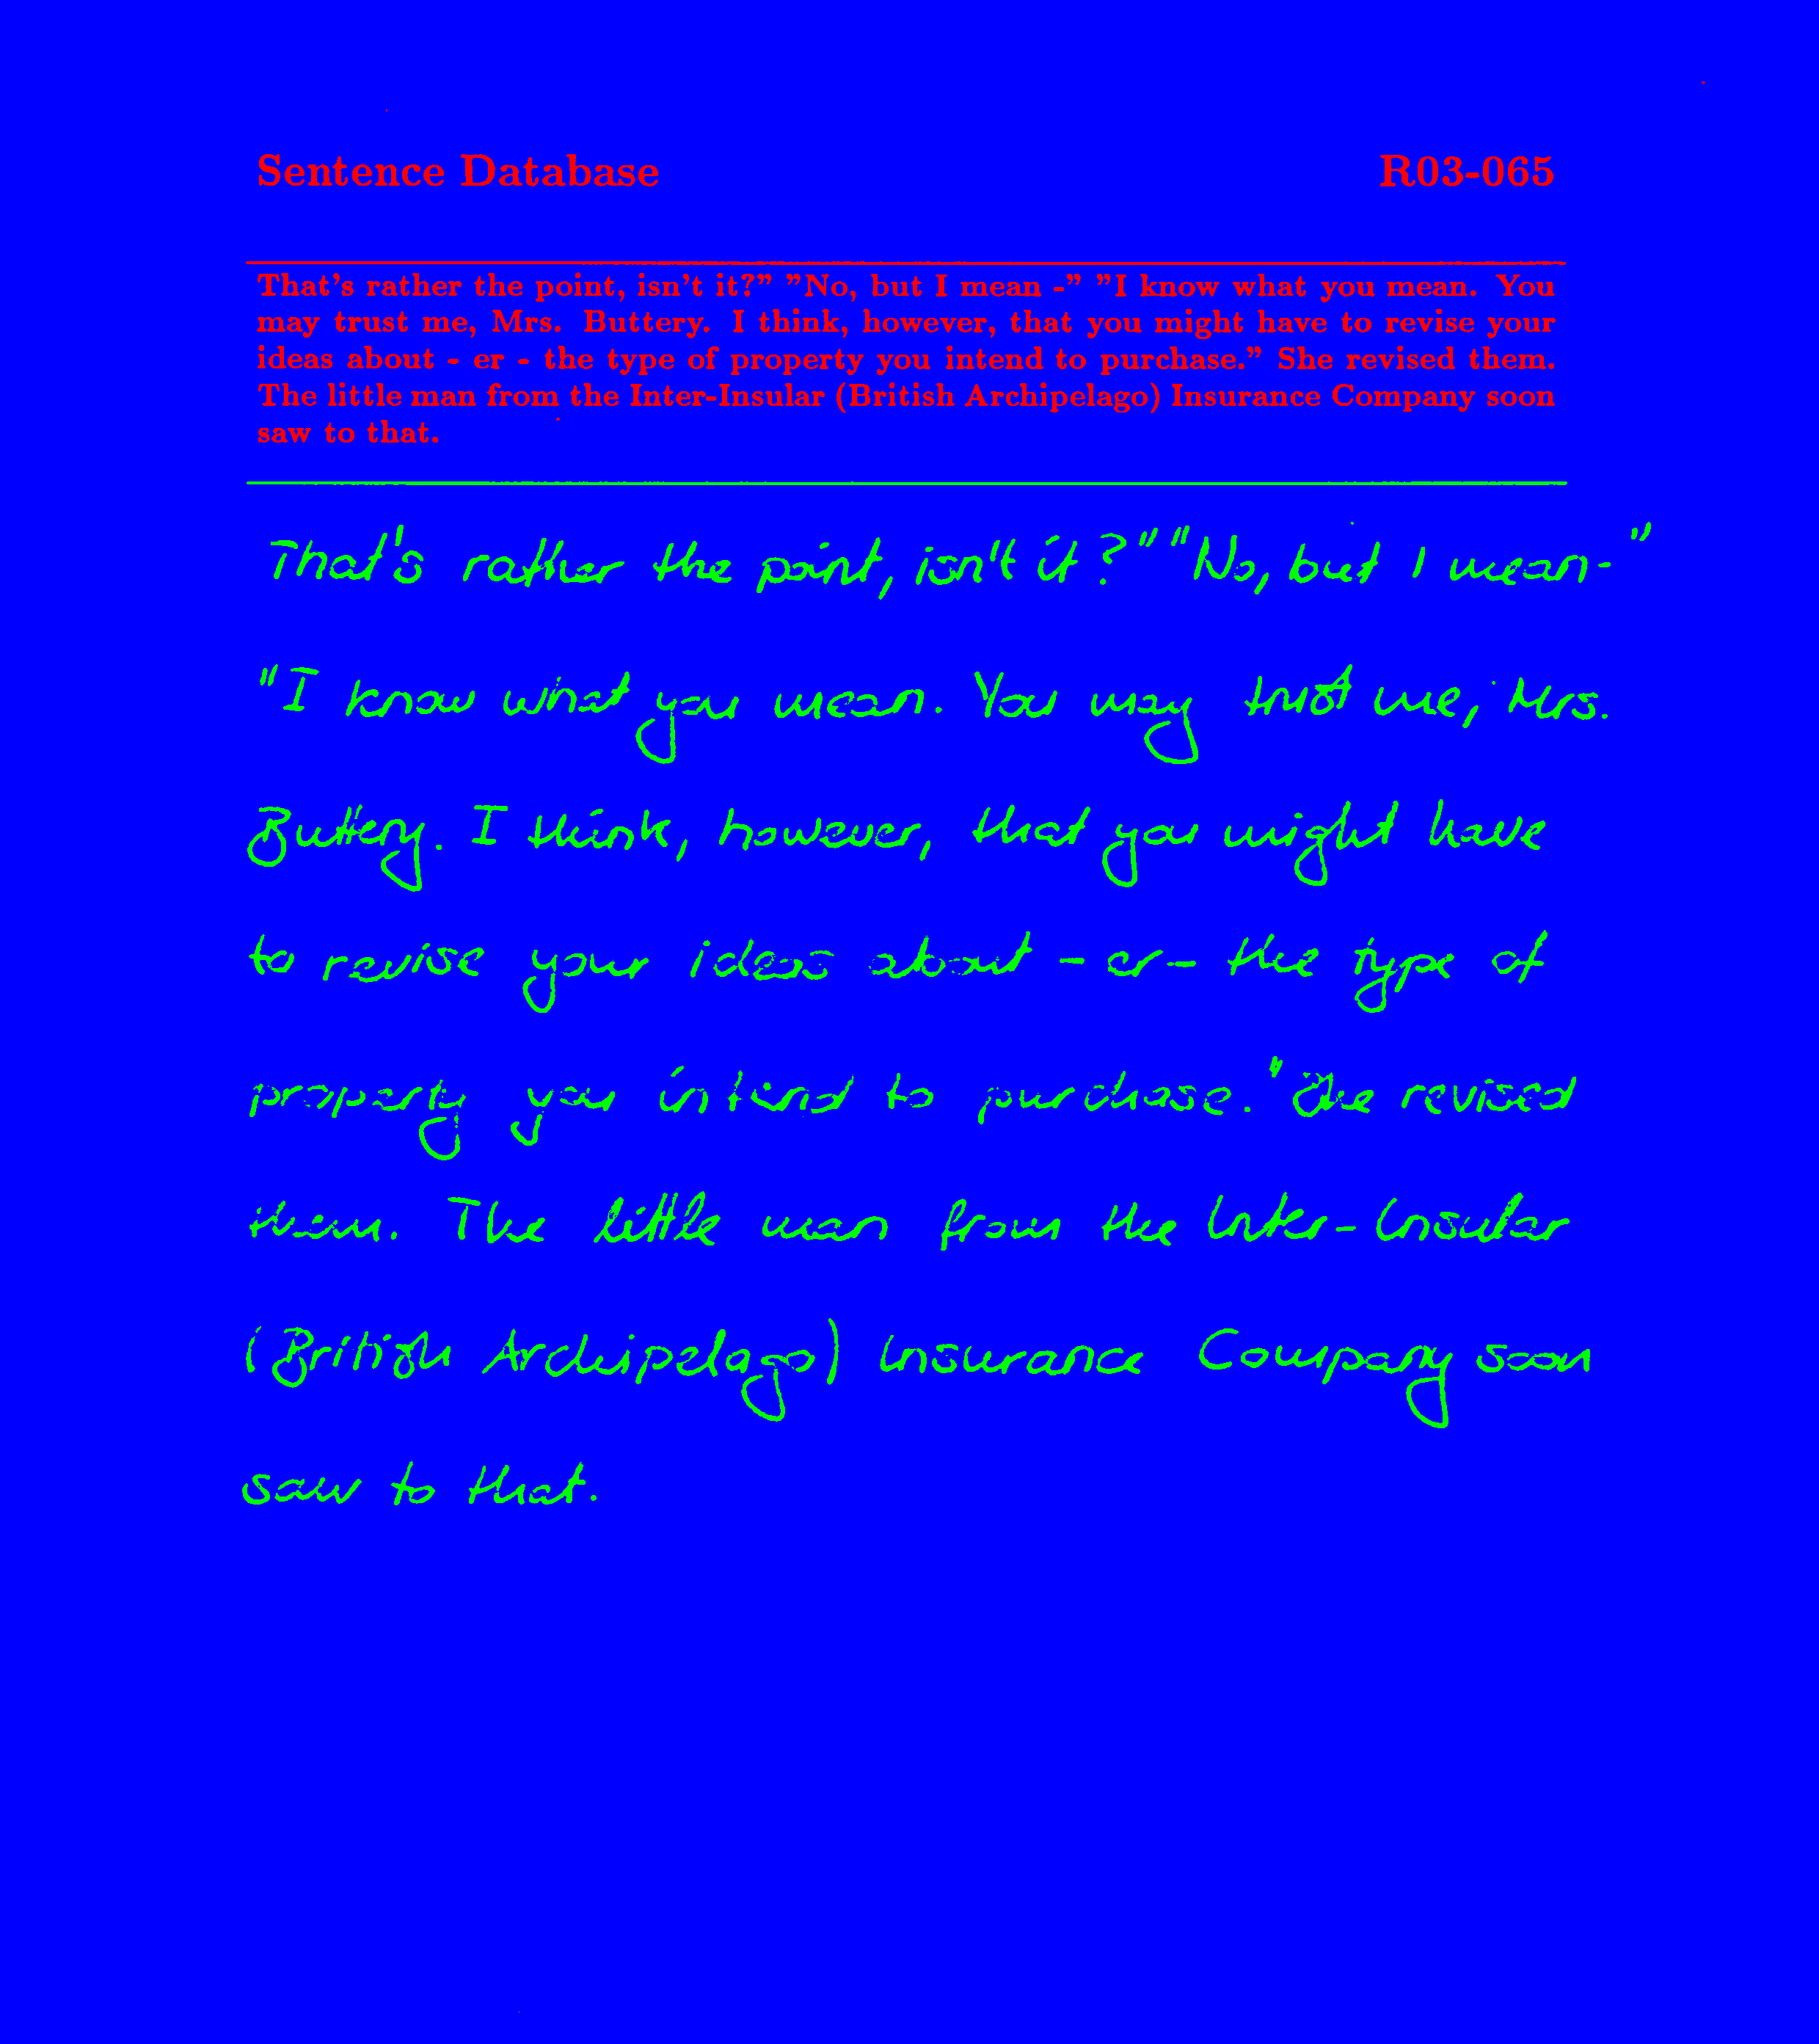 Sentence Database R03-065
That's rather the point, isn't it?" "No, but I mean -" "I know what you mean. You
may trust me, Mrs. Buttery. I think, however, that you might have to revise your
ideas about - er - the type of property you intend to purchase." She revised them.
The little man from the Inter-Insular (British Archipelago) Insurance Company soon
saw to that.
That's rather the point, isn't it?" "No, but I mean-"
"I know what you mean. You may trust me, Mrs.
Buttery. I think, however, that you might have
to revise your ideas about - er - the type of
property you intend to purchase." She revised
them. The little man from the Inter-Insular
(British Archipelago) Insurance Company soon
saw to that.